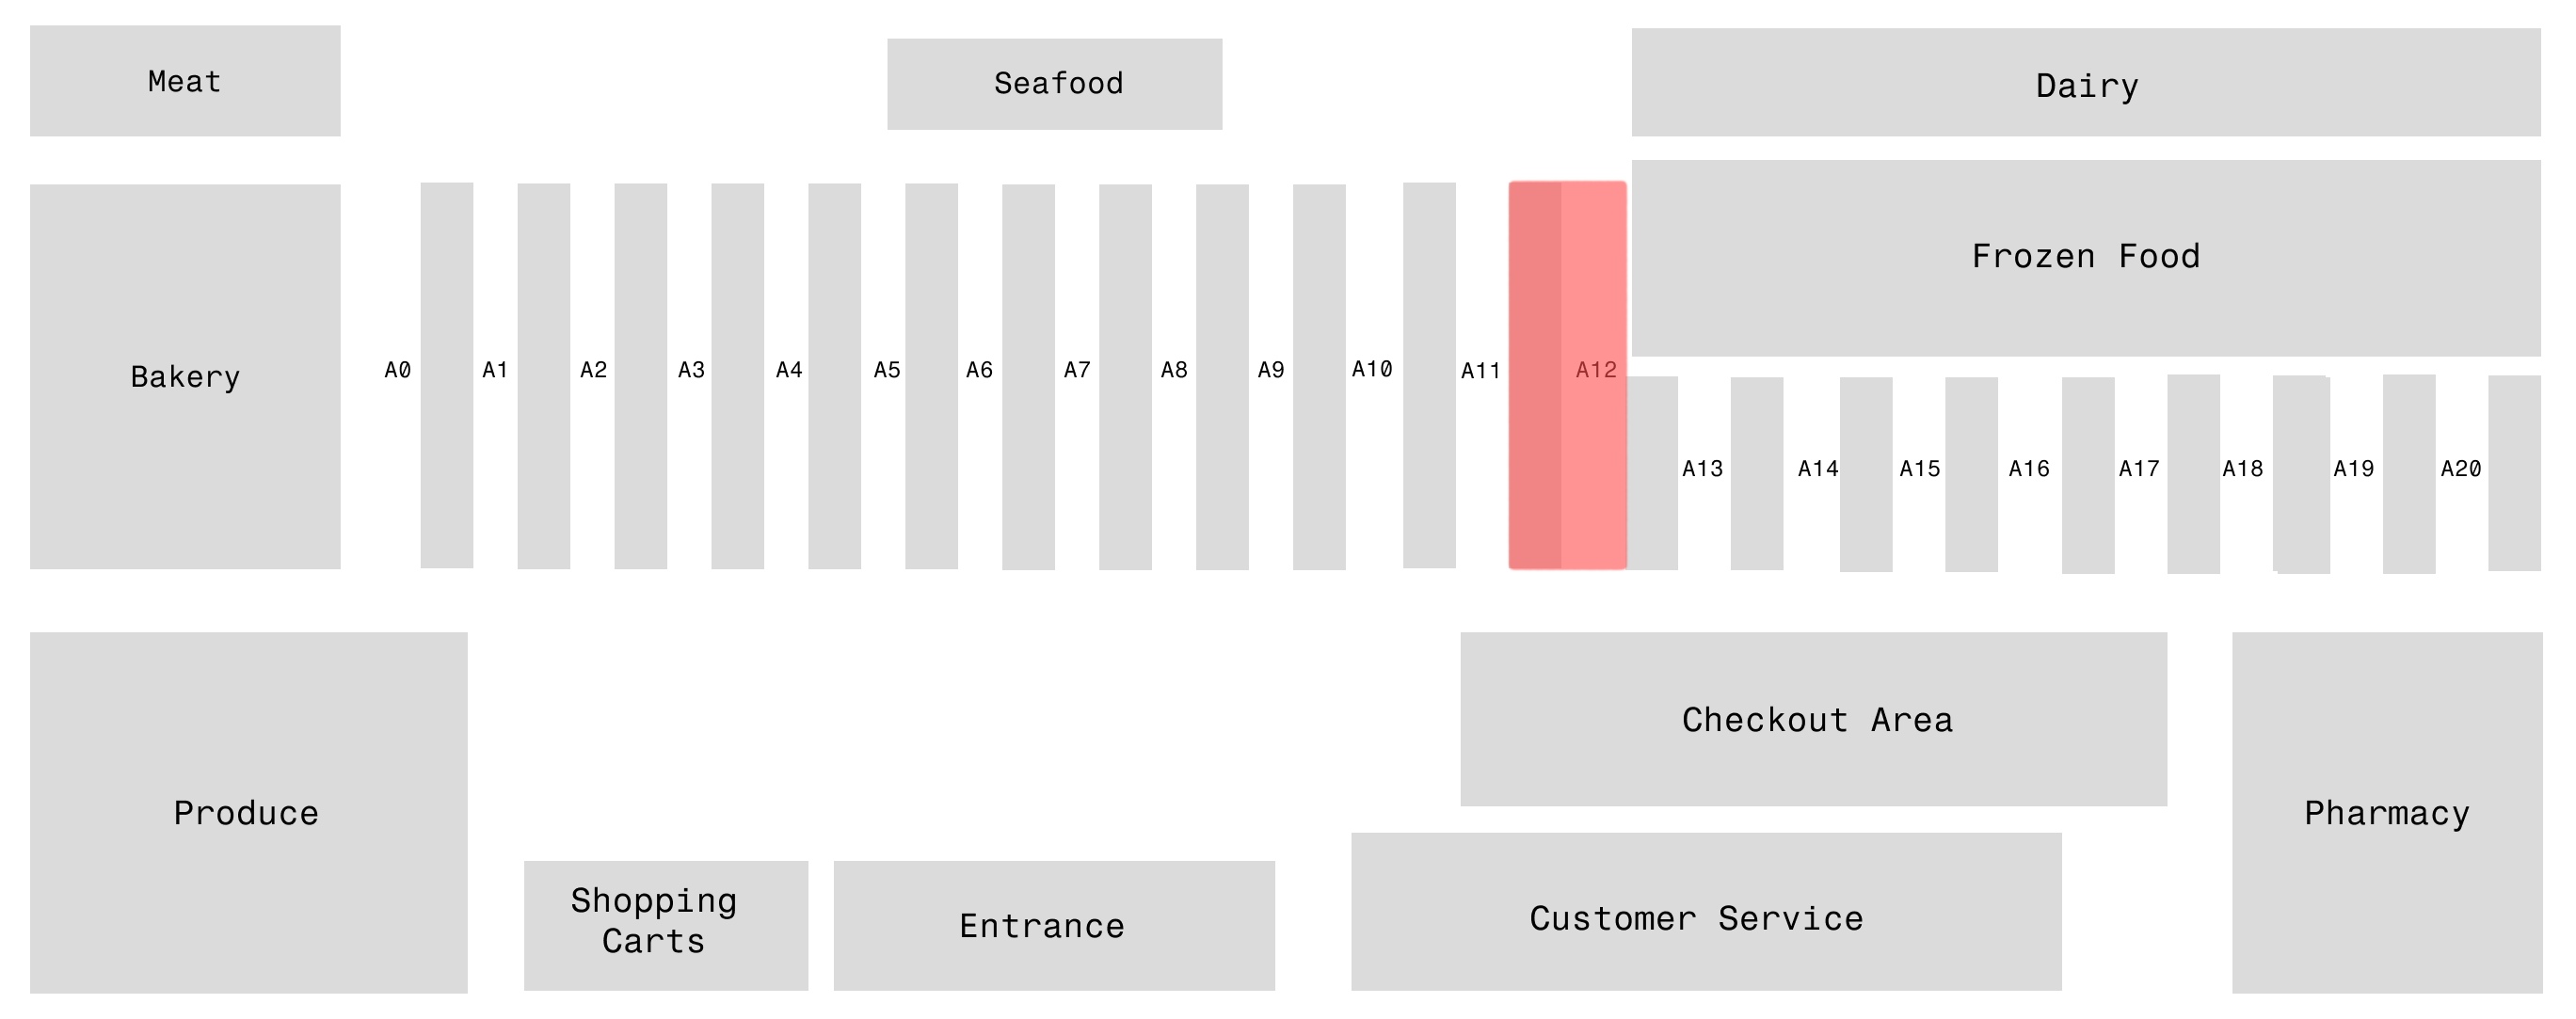 Meat
Seafood
Dairy
Frozen Food
Bakery
A0
A1
A2
A3
A4
A5
A6
A7
A8
A9
A10
A11
A12
A13
A14
A15
A16
A17
A18
A19
A20
Produce
Checkout Area
Pharmacy
Shopping
Carts
Entrance
Customer Service